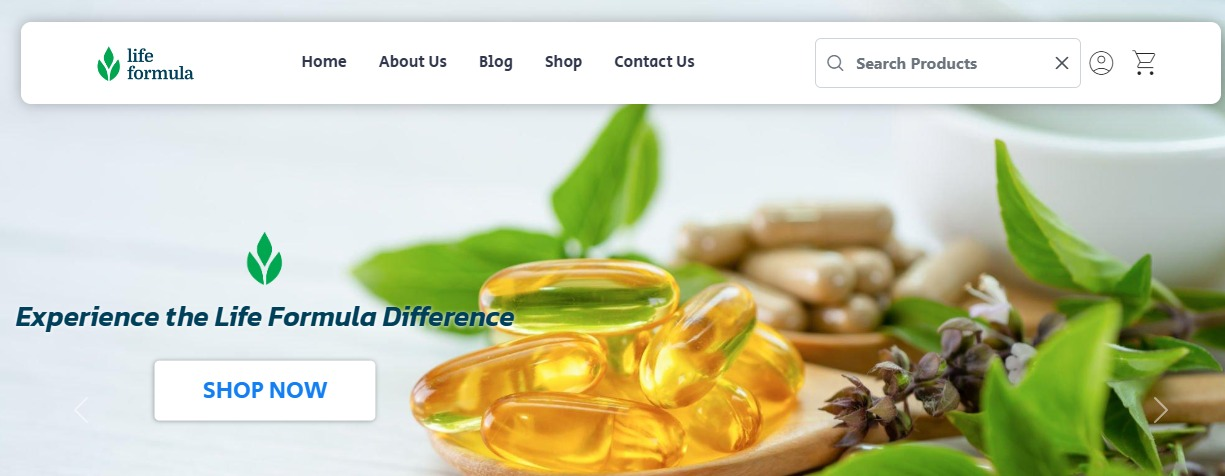 life
formula
Home About Us Blog Shop Contact Us
Search Products
Experience the Life Formula Difference
SHOP NOW